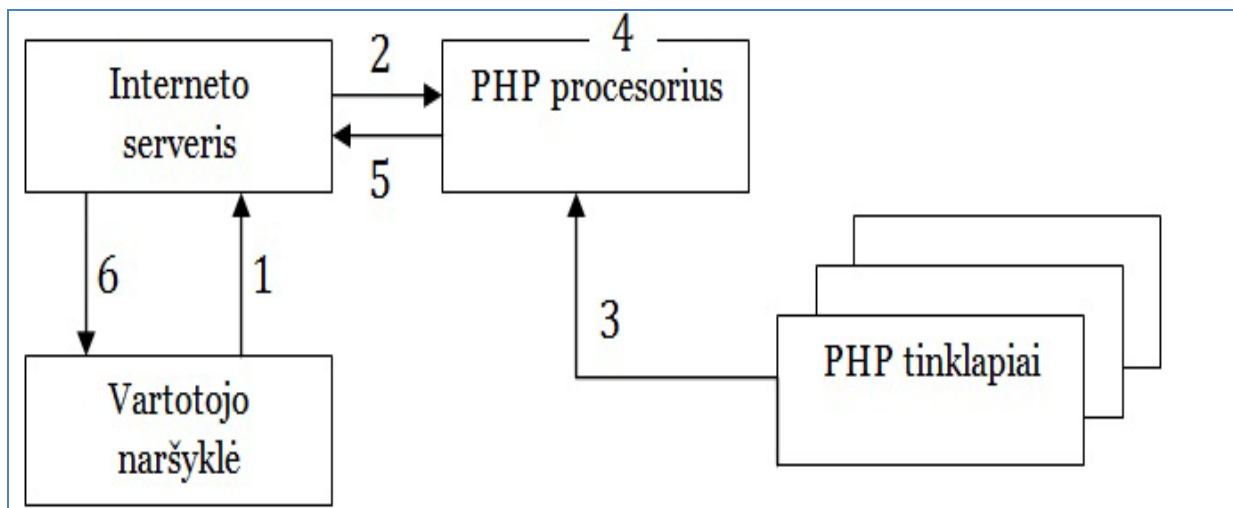 4
Interneto
serveris
2
PHP procesorius
5
6
1
3
PHP tinklapiai
Vartotojo
naršyklė